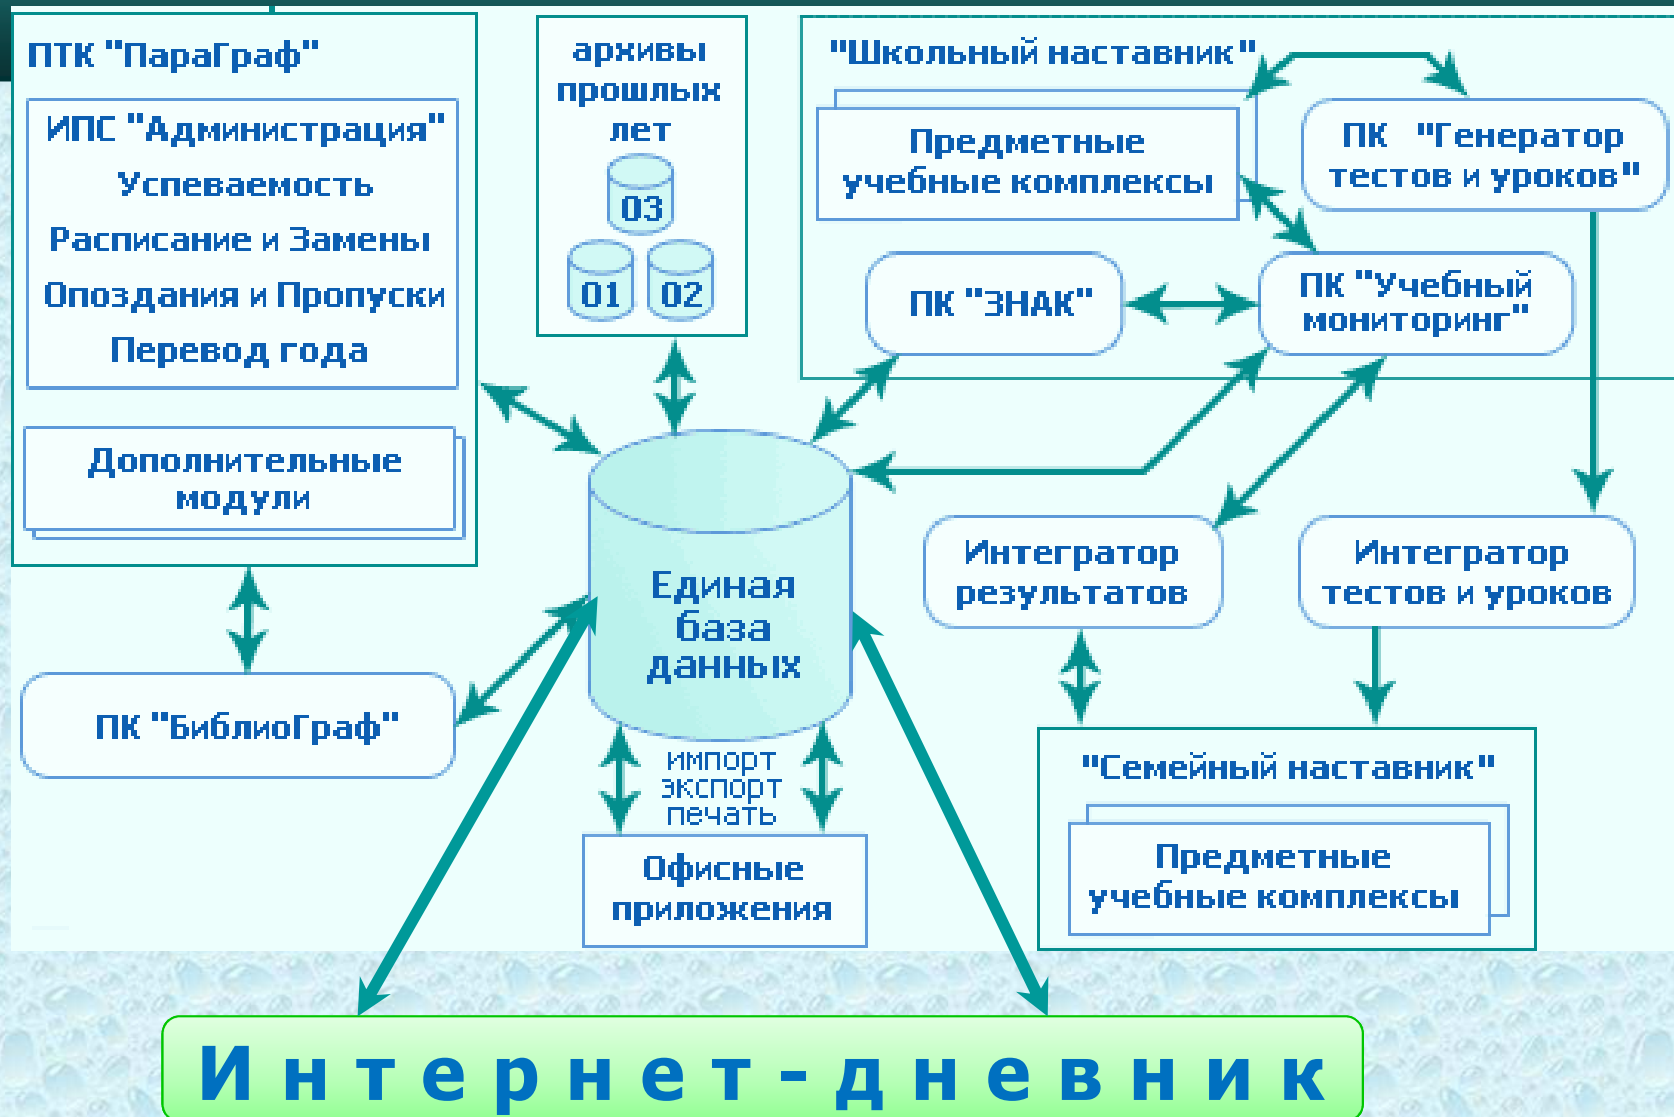 ПТК "ПараГраф"
ИПС "Администрация"
Успеваемость
Расписание и Замены
Опоздания и Пропуски
Перевод года
Дополнительные
модули
ПК "БиблиоГраф"
архивы
прошлых
лет
03
01
02
"Школьный наставник"
Предметные
учебные комплексы
ПК "Генератор
тестов и уроков"
ПК "ЗНАК"
ПК "Учебный
мониторинг"
Единая
база
данных
импорт
экспорт
печать
Офисные
приложения
Интегратор
результатов
Интегратор
тестов и уроков
"Семейный наставник"
Предметные
учебные комплексы
Интернет-дневник